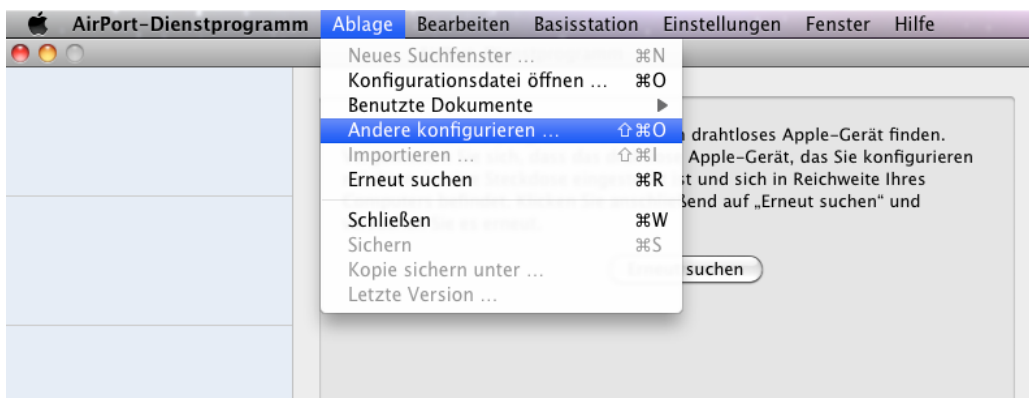 AirPort-Dienstprogramm Ablage Bearbeiten Basisstation Einstellungen Fenster Hilfe
Neues Suchfenster ... ⌘N
Konfigurationsdatei öffnen ... ⌘O
Benutzte Dokumente ▶
Andere konfigurieren ... ⇧⌘O
Importieren ... ⇧⌘I
Erneut suchen ⌘R
Schließen ⌘W
Sichern ⌘S
Kopie sichern unter ...
Letzte Version ...
drahtloses Apple-Gerät finden.
Apple-Gerät, das Sie konfigurieren
ist und sich in Reichweite Ihres
auf „Erneut suchen“ und
Erneut suchen